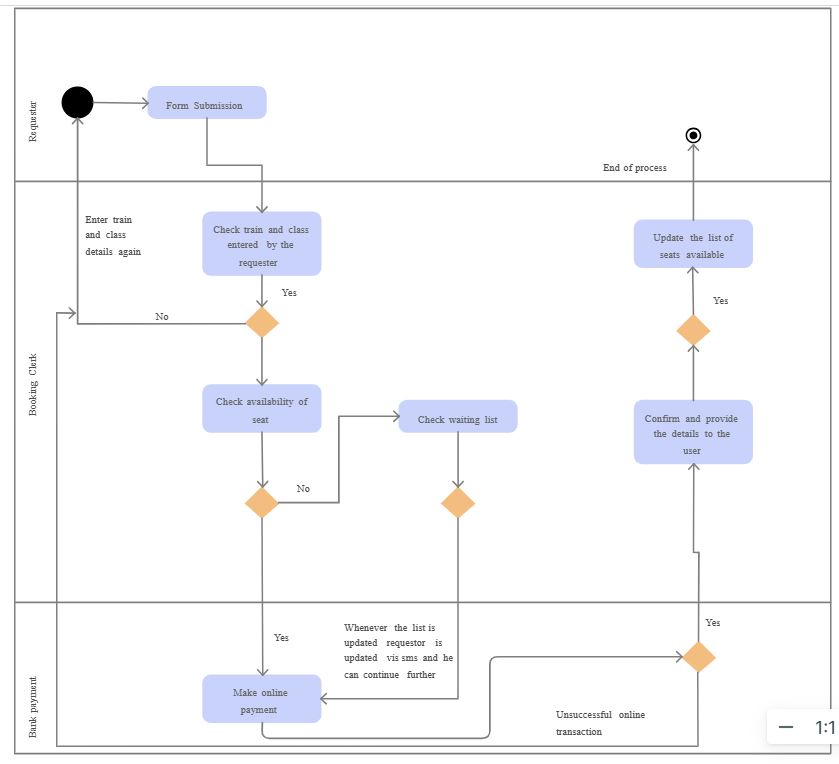 Requester
Form Submission
End of process
Booking Clerk
Enter train
and class
details again
Check train and class
entered by the
requester
Yes
No
Check availability of
seat
No
Check waiting list
Update the list of
seats available
Yes
Confirm and provide
the details to the
user
Bank payment
Yes
Whenever the list is
updated requestor is
updated vis sms and he
can continue further
Make online
payment
Yes
Unsuccessful online
transaction
1:1